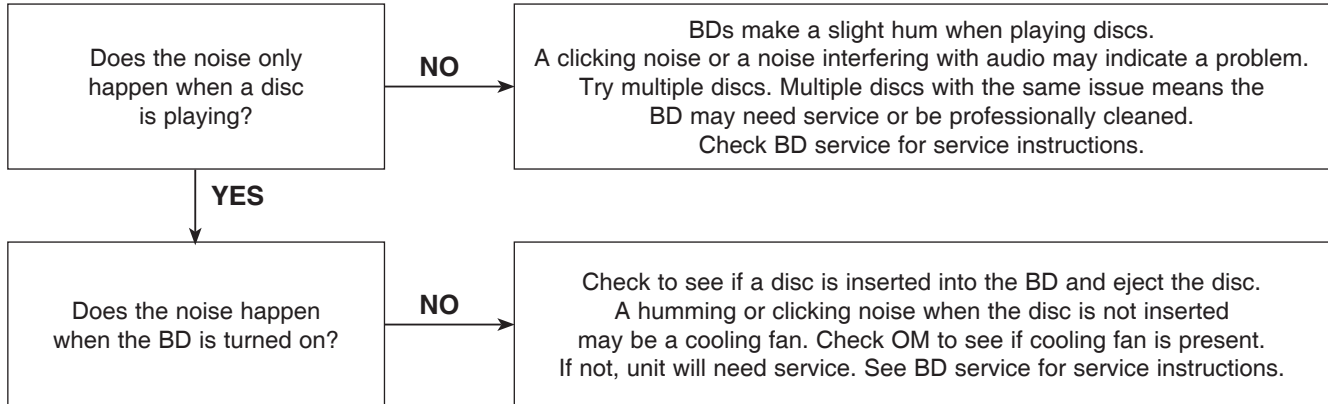 Does the noise only
happen when a disc
is playing?
NO
BDs make a slight hum when playing discs.
A clicking noise or a noise interfering with audio may indicate a problem.
Try multiple discs. Multiple discs with the same issue means the
BD may need service or be professionally cleaned.
Check BD service for service instructions.
YES
Does the noise happen
when the BD is turned on?
NO
Check to see if a disc is inserted into the BD and eject the disc.
A humming or clicking noise when the disc is not inserted
may be a cooling fan. Check OM to see if cooling fan is present.
If not, unit will need service. See BD service for service instructions.